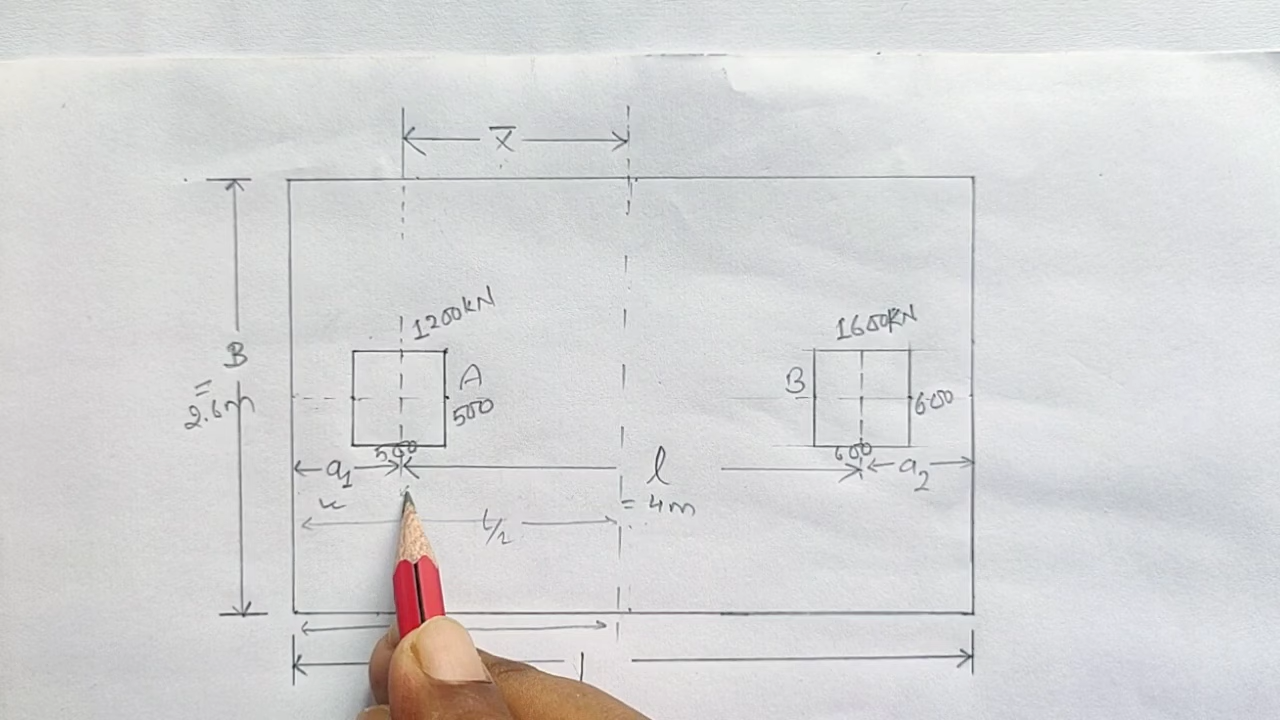 x̄
1200kN
1600kN
B
=
2.6m
A
500
500
B
600
600
a1
l
= 4m
a2
L/2